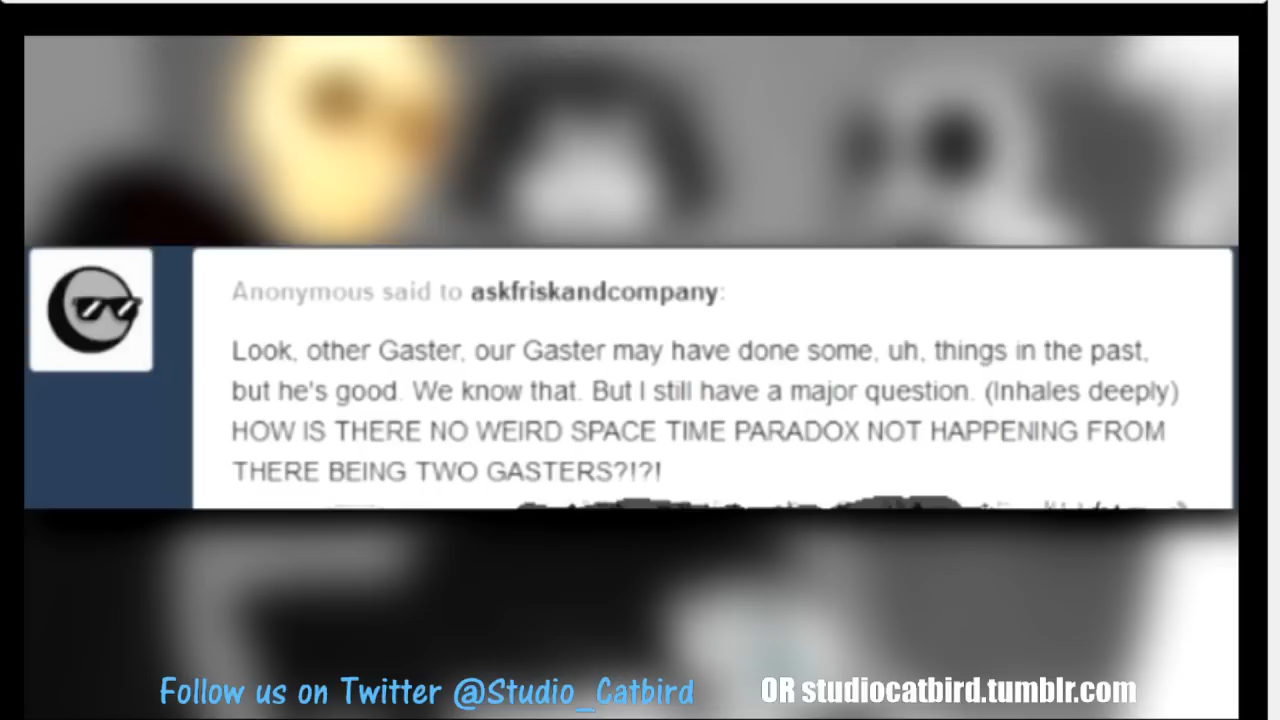 Anonymous said to askfriskandcompany:
Look, other Gaster, our Gaster may have done some, uh, things in the past,
but he's good. We know that. But I still have a major question. (Inhales deeply)
HOW IS THERE NO WEIRD SPACE TIME PARADOX NOT HAPPENING FROM
THERE BEING TWO GASTERS?!?!
Follow us on Twitter @Studio_Catbird OR studiocatbird.tumblr.com